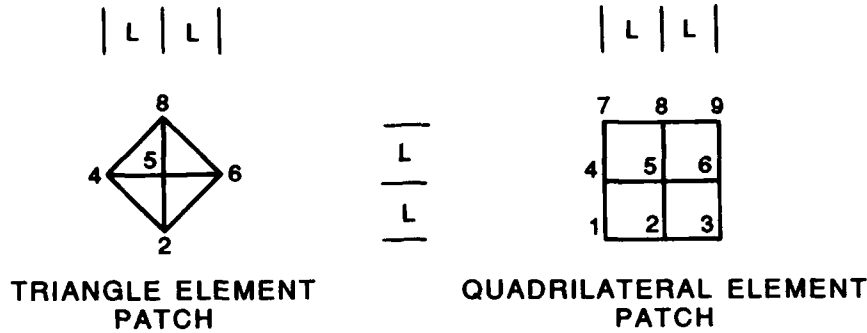 L L
L L
8
5
4 6
2
L
L
7 8 9
4 5 6
1 2 3
TRIANGLE ELEMENT
PATCH
QUADRILATERAL ELEMENT
PATCH